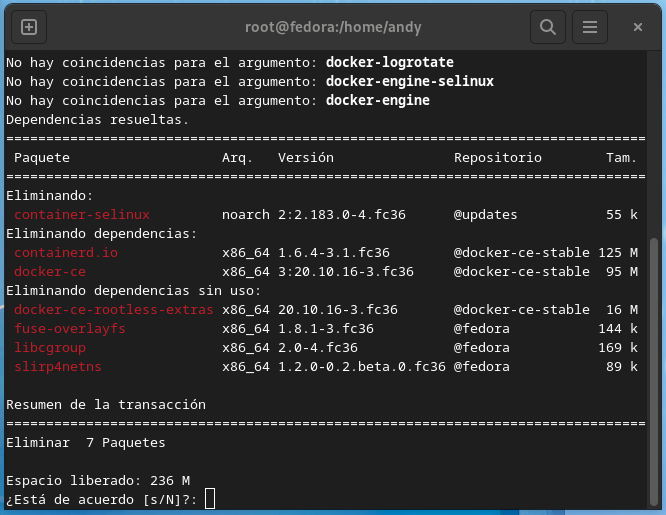 root@fedora:/home/andy
No hay coincidencias para el argumento: docker-logrotate
No hay coincidencias para el argumento: docker-engine-selinux
No hay coincidencias para el argumento: docker-engine
Dependencias resueltas.
================================================================================
Paquete Arq. Versión Repositorio Tam.
================================================================================
Eliminando:
container-selinux noarch 2:2.183.0-4.fc36 @updates 55 k
Eliminando dependencias:
containerd.io x86_64 1.6.4-3.1.fc36 @docker-ce-stable 125 M
docker-ce x86_64 3:20.10.16-3.fc36 @docker-ce-stable 95 M
Eliminando dependencias sin uso:
docker-ce-rootless-extras x86_64 20.10.16-3.fc36 @docker-ce-stable 16 M
fuse-overlayfs x86_64 1.8.1-3.fc36 @fedora 144 k
libcgroup x86_64 2.0-4.fc36 @fedora 169 k
slirp4netns x86_64 1.2.0-0.2.beta.0.fc36 @fedora 89 k
Resumen de la transacción
================================================================================
Eliminar 7 Paquetes
Espacio liberado: 236 M
¿Está de acuerdo [s/N]?: